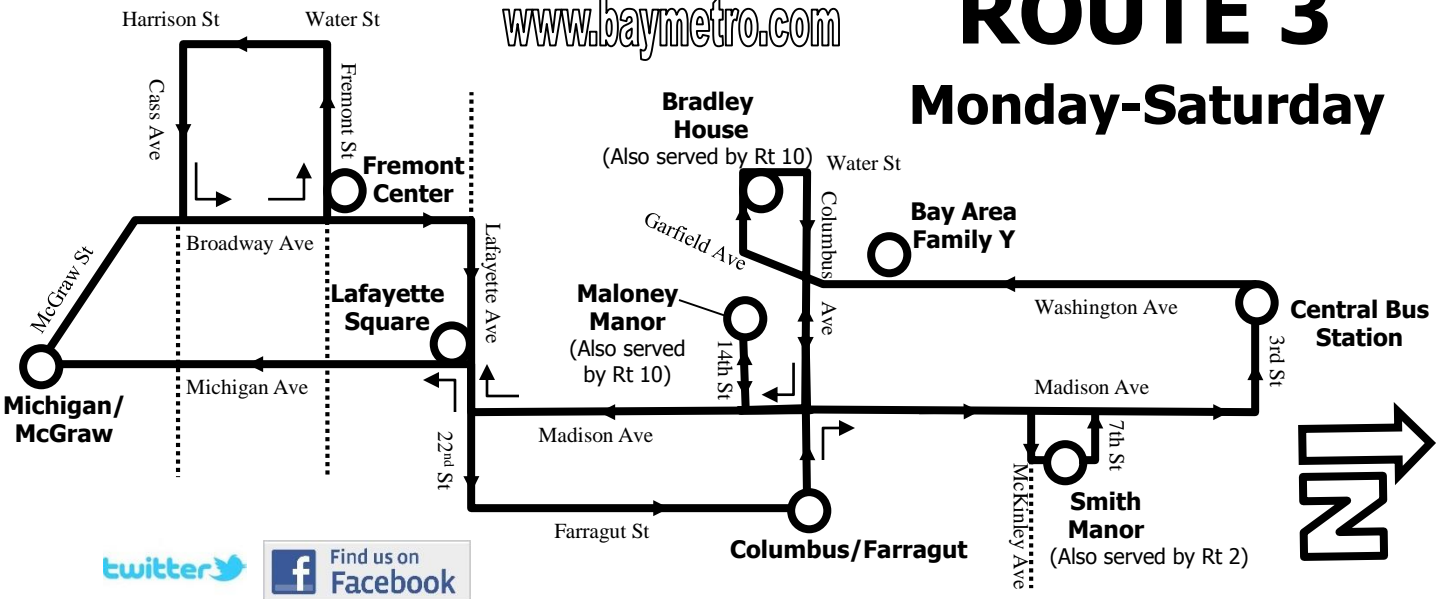 Harrison St
Water St
www.baymetro.com
ROUTE 3
Monday-Saturday
Cass Ave
Fremont St
Fremont
Center
Bradley
House
(Also served by Rt 10)
Water St
Columbus Ave
Garfield Ave
Bay Area
Family Y
Broadway Ave
McGraw St
Lafayette Ave
Lafayette
Square
Maloney
Manor
(Also served
by Rt 10)
14th St
Washington Ave
Central Bus
Station
3rd St
Michigan Ave
Michigan/
McGraw
Madison Ave
Madison Ave
22nd St
7th St
McKinley Ave
Smith
Manor
(Also served by Rt 2)
Farragut St
Columbus/Farragut
N
twitter
f
Find us on
Facebook